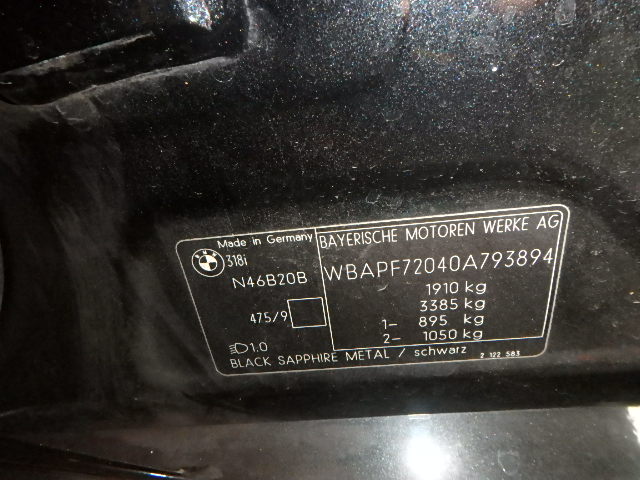 Made in Germany
BAYERISCHE MOTOREN WERKE AG
318i
WBAPF72040A793894
N46B20B
1910 kg
3385 kg
475/9
1- 895 kg
2- 1050 kg
1.0
BLACK SAPPHIRE METAL / schwarz
2 122 583